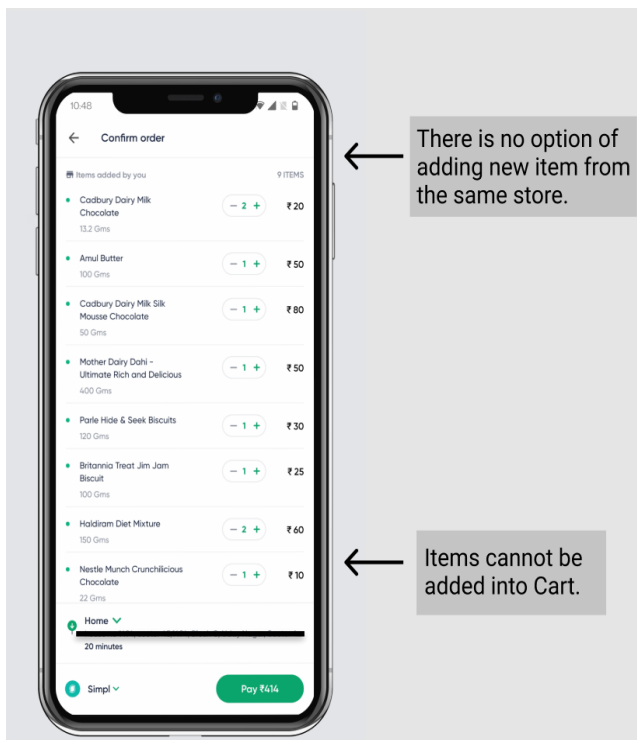 10:48
Confirm order
Items added by you 9 ITEMS
Cadbury Dairy Milk - 2 + ₹ 20
Chocolate
13.2 Gms
Amul Butter - 1 + ₹ 50
100 Gms
Cadbury Dairy Milk Silk - 1 + ₹ 80
Mousse Chocolate
50 Gms
Mother Dairy Dahi - - 1 + ₹ 50
Ultimate Rich and Delicious
400 Gms
Parle Hide & Seek Biscuits - 1 + ₹ 30
120 Gms
Britannia Treat Jim Jam - 1 + ₹ 25
Biscuit
100 Gms
Haldiram Diet Mixture - 2 + ₹ 60
150 Gms
Nestle Munch Crunchilicious - 1 + ₹ 10
Chocolate
22 Gms
Home
20 minutes
Simpl Pay ₹414
There is no option of
adding new item from
the same store.
Items cannot be
added into Cart.